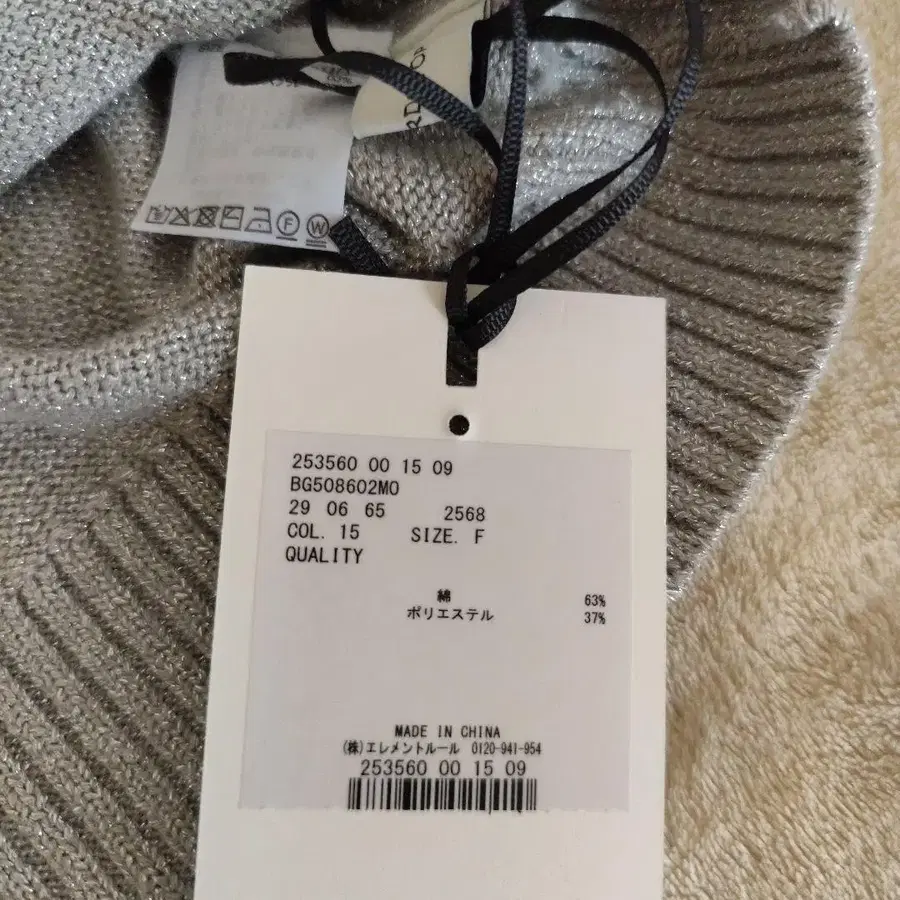 253560 00 15 09
BG508602MO
29 06 65 2568
COL. 15 SIZE. F
QUALITY
綿 63%
ポリエステル 37%
MADE IN CHINA
(株)エレメントルール 0120-941-954
253560 00 15 09
F W